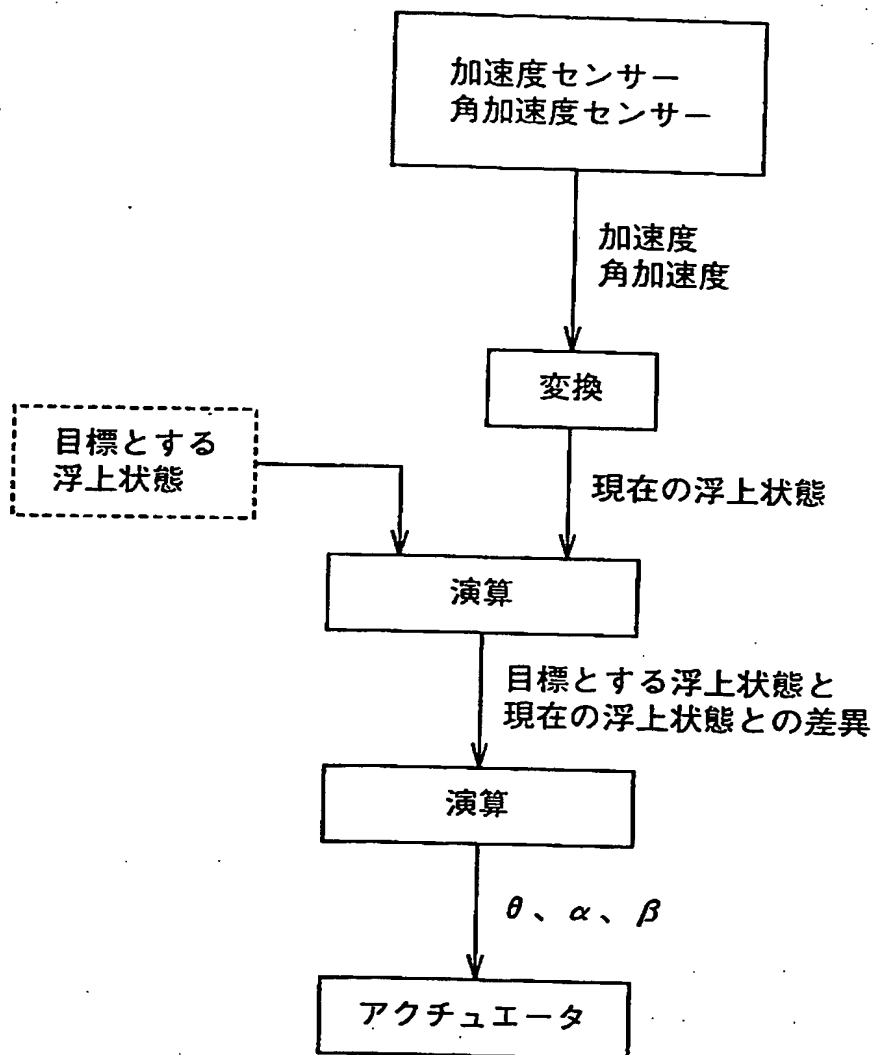 加速度センサー
角加速度センサー
加速度
角加速度
変換
目標とする
浮上状態
現在の浮上状態
演算
目標とする浮上状態と
現在の浮上状態との差異
演算
θ、α、β
アクチュエータ